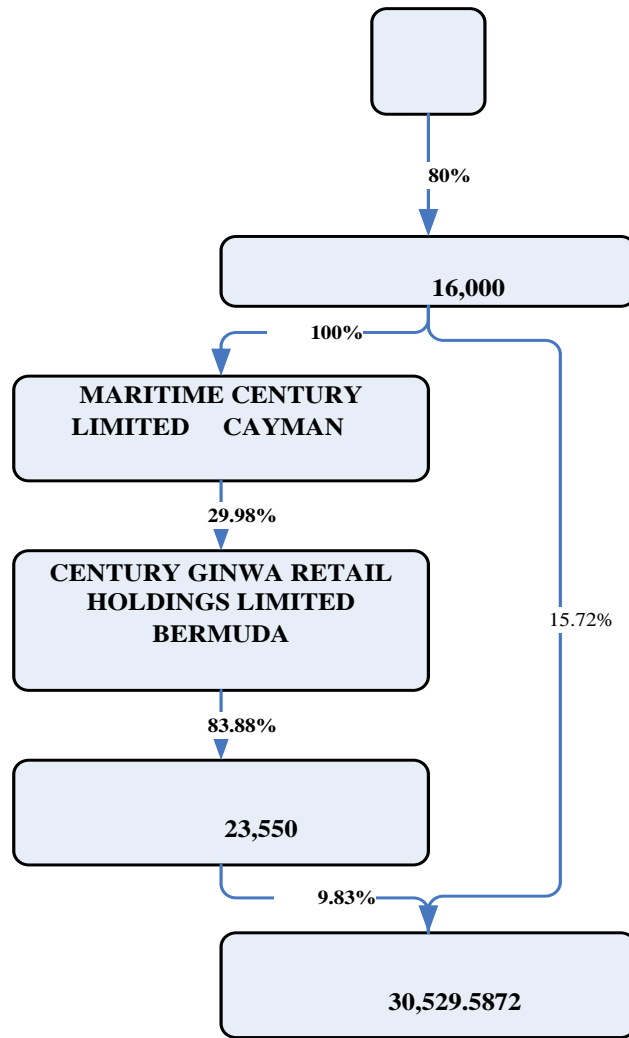 80%
16,000
100%
MARITIME CENTURY
LIMITED CAYMAN
29.98%
CENTURY GINWA RETAIL
HOLDINGS LIMITED
BERMUDA
15.72%
83.88%
23,550
9.83%
30,529.5872